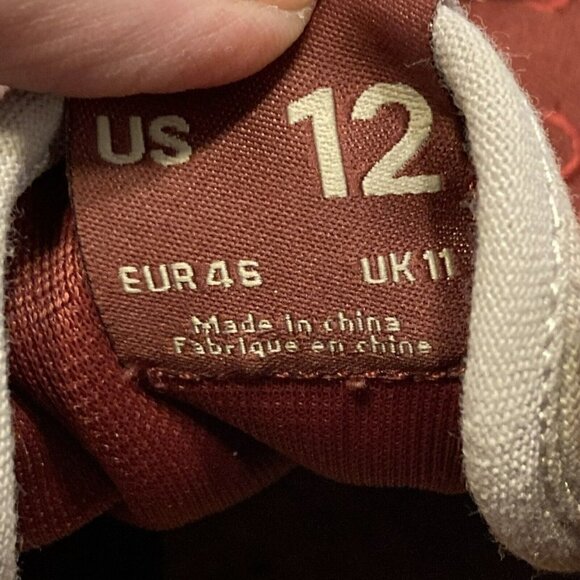 US 12
EUR 46 UK 11
Made in china
Fabrique en chine